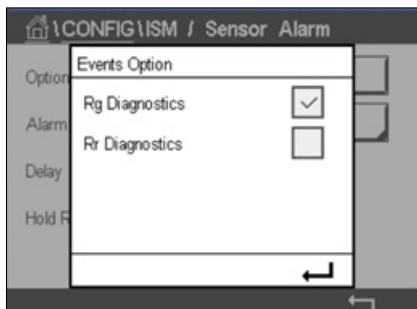 \CONFIG\ISM / Sensor Alarm
Events Option
Option
Rg Diagnostics
Alarm
Rr Diagnostics
Delay
Hold R